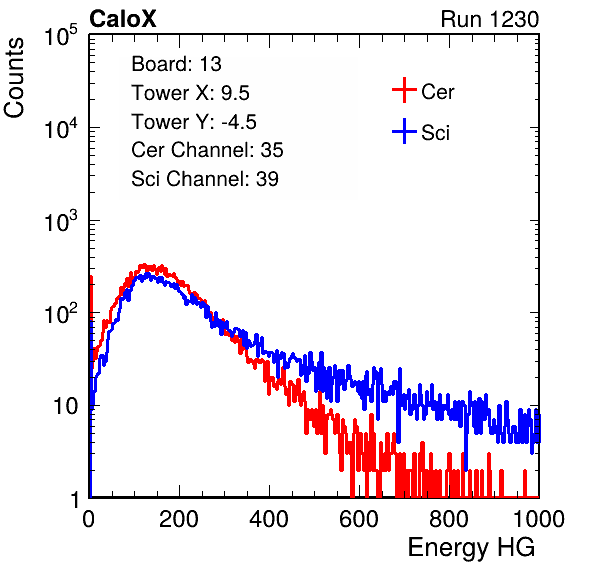 CaloX Run 1230
Counts
Board: 13
Tower X: 9.5
Tower Y: -4.5
Cer Channel: 35
Sci Channel: 39
Cer
Sci
10^5
10^4
10^3
10^2
10
1
0 200 400 600 800 1000
Energy HG